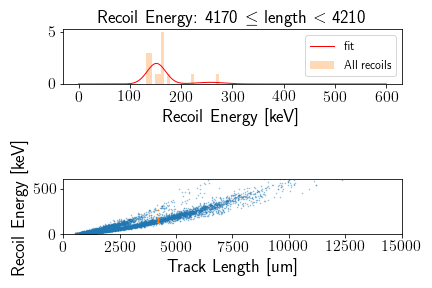 Recoil Energy: 4170 ≤ length < 4210
5
0
fit
All recoils
0 100 200 300 400 500 600
Recoil Energy [keV]
Recoil Energy [keV]
500
0
0 2500 5000 7500 10000 12500 15000
Track Length [um]